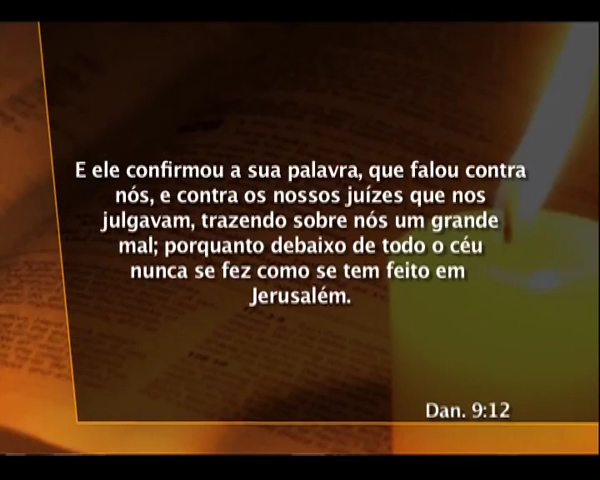 E ele confirmou a sua palavra, que falou contra
nós, e contra os nossos juízes que nos
julgavam, trazendo sobre nós um grande
mal; porquanto debaixo de todo o céu
nunca se fez como se tem feito em
Jerusalém.
Dan. 9:12